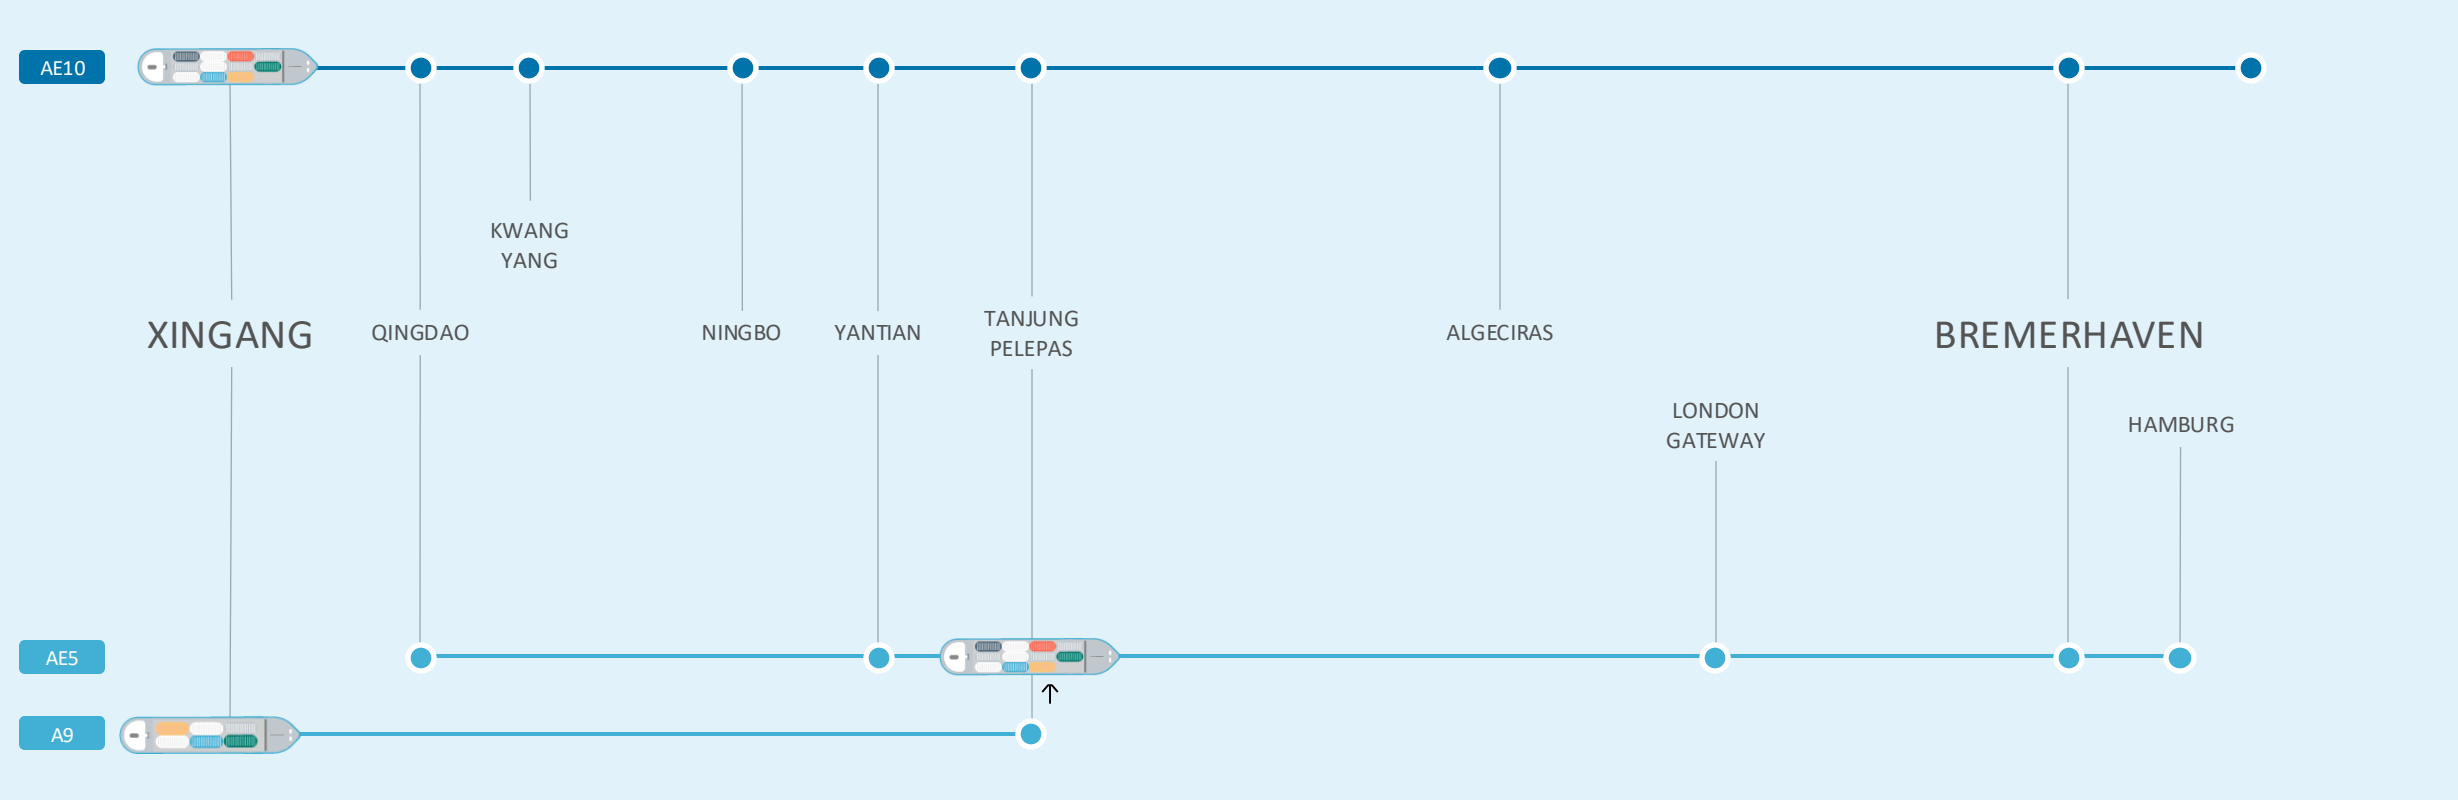 AE10
KWANG
YANG
XINGANG
QINGDAO
NINGBO
YANTIAN
TANJUNG
PELEPAS
ALGECIRAS
BREMERHAVEN
LONDON
GATEWAY
HAMBURG
AE5
A9